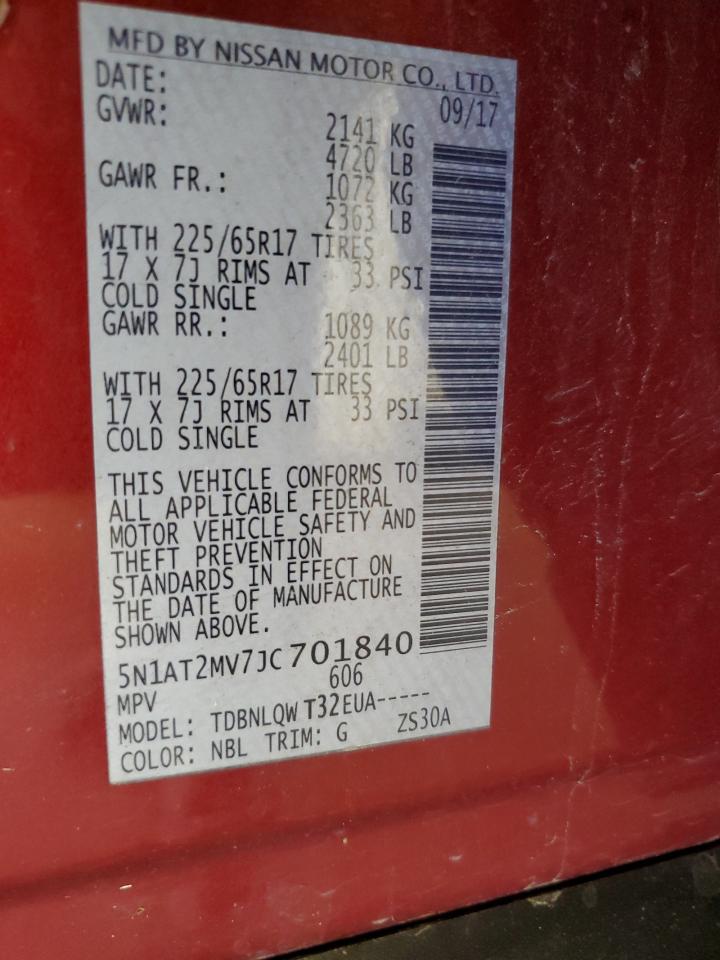 MFD BY NISSAN MOTOR CO., LTD.
DATE: 09/17
GVWR: 2141 KG
4720 LB
GAWR FR.: 1072 KG
2363 LB
WITH 225/65R17 TIRES
17 X 7J RIMS AT 33 PSI
COLD SINGLE
GAWR RR.: 1089 KG
2401 LB
WITH 225/65R17 TIRES
17 X 7J RIMS AT 33 PSI
COLD SINGLE
THIS VEHICLE CONFORMS TO
ALL APPLICABLE FEDERAL
MOTOR VEHICLE SAFETY AND
THEFT PREVENTION
STANDARDS IN EFFECT ON
THE DATE OF MANUFACTURE
SHOWN ABOVE.
5N1AT2MV7JC701840
MPV 606
MODEL: TDBNLQWT32EUA-----
COLOR: NBL TRIM: G ZS30A